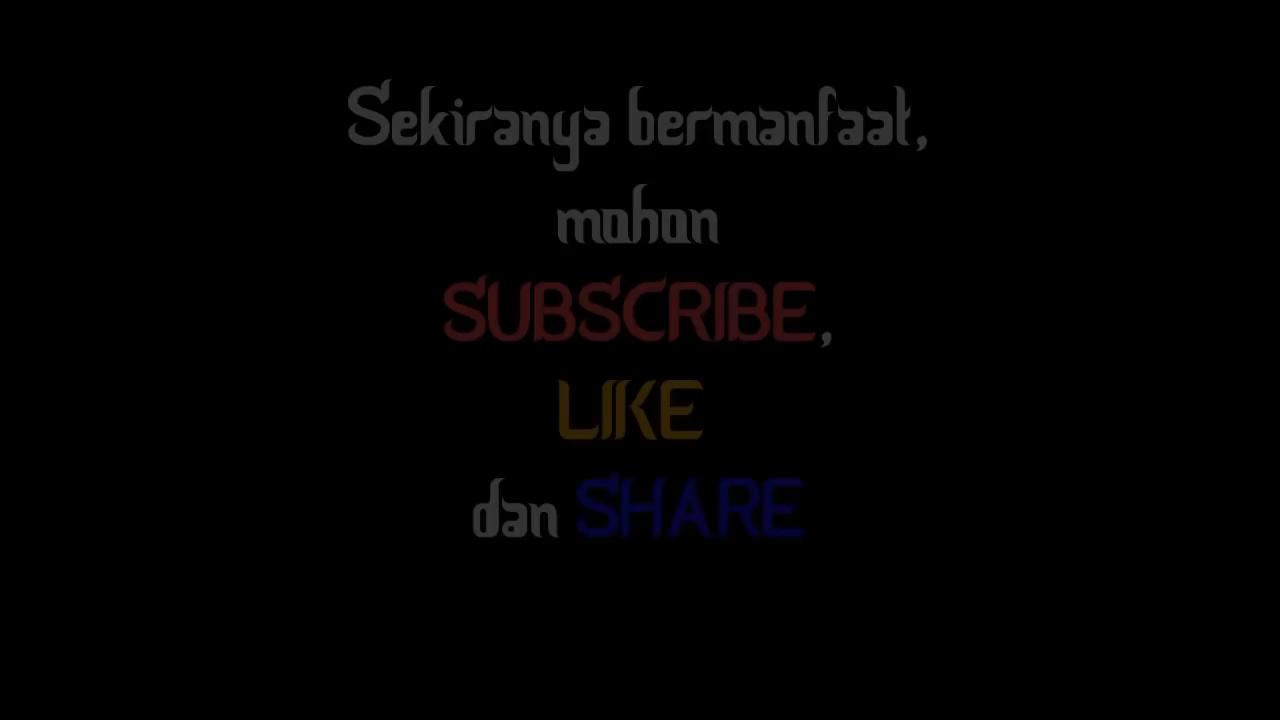 Sekiranya bermanfaat,
mohon
SUBSCRIBE,
LIKE
dan SHARE